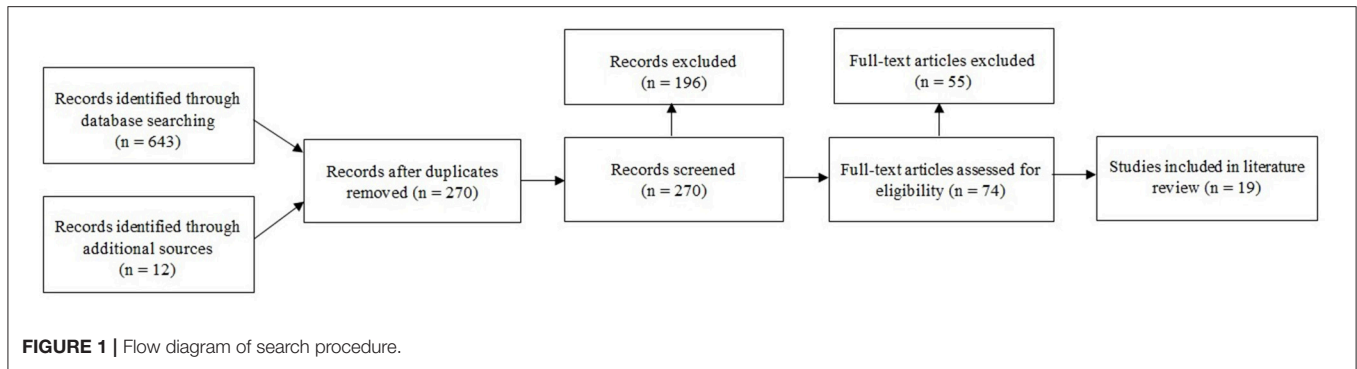 Records identified through
database searching
(n = 643)
Records identified through
additional sources
(n = 12)
Records after duplicates
removed (n = 270)
Records excluded
(n = 196)
Records screened
(n = 270)
Full-text articles excluded
(n = 55)
Full-text articles assessed for
eligibility (n = 74)
Studies included in literature
review (n = 19)
FIGURE 1 | Flow diagram of search procedure.